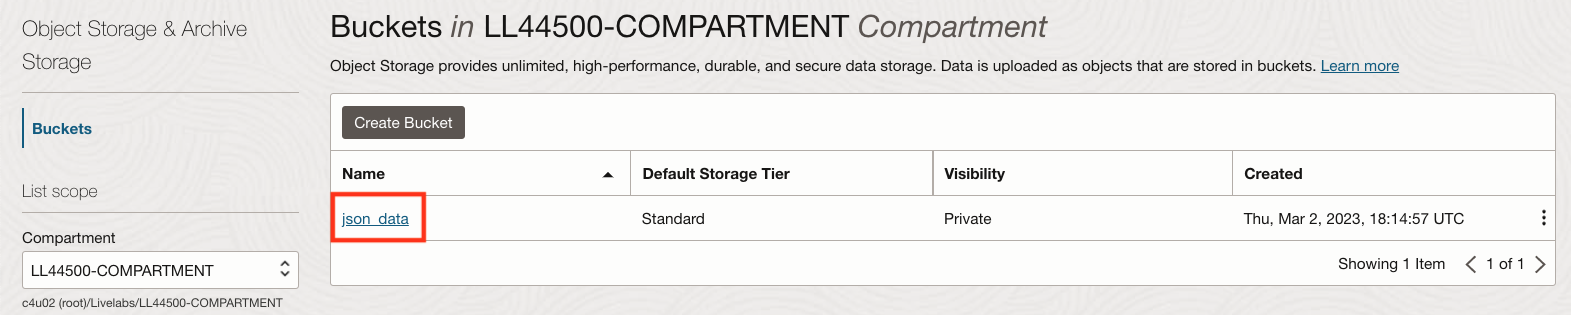 Object Storage & Archive
Storage
Buckets
List scope
Compartment
LL44500-COMPARTMENT
c4u02 (root)/Livelabs/LL44500-COMPARTMENT
Buckets in LL44500-COMPARTMENT Compartment
Object Storage provides unlimited, high-performance, durable, and secure data storage. Data is uploaded as objects that are stored in buckets. Learn more
Create Bucket
Name Default Storage Tier Visibility Created
json_data Standard Private Thu, Mar 2, 2023, 18:14:57 UTC
Showing 1 Item 1 of 1